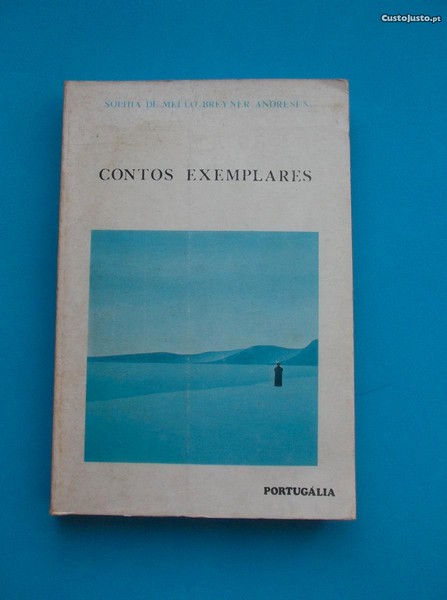 CustoJusto.pt
SOPHIA DE MELLO BREYNER ANDRESEN
CONTOS EXEMPLARES
PORTUGÁLIA